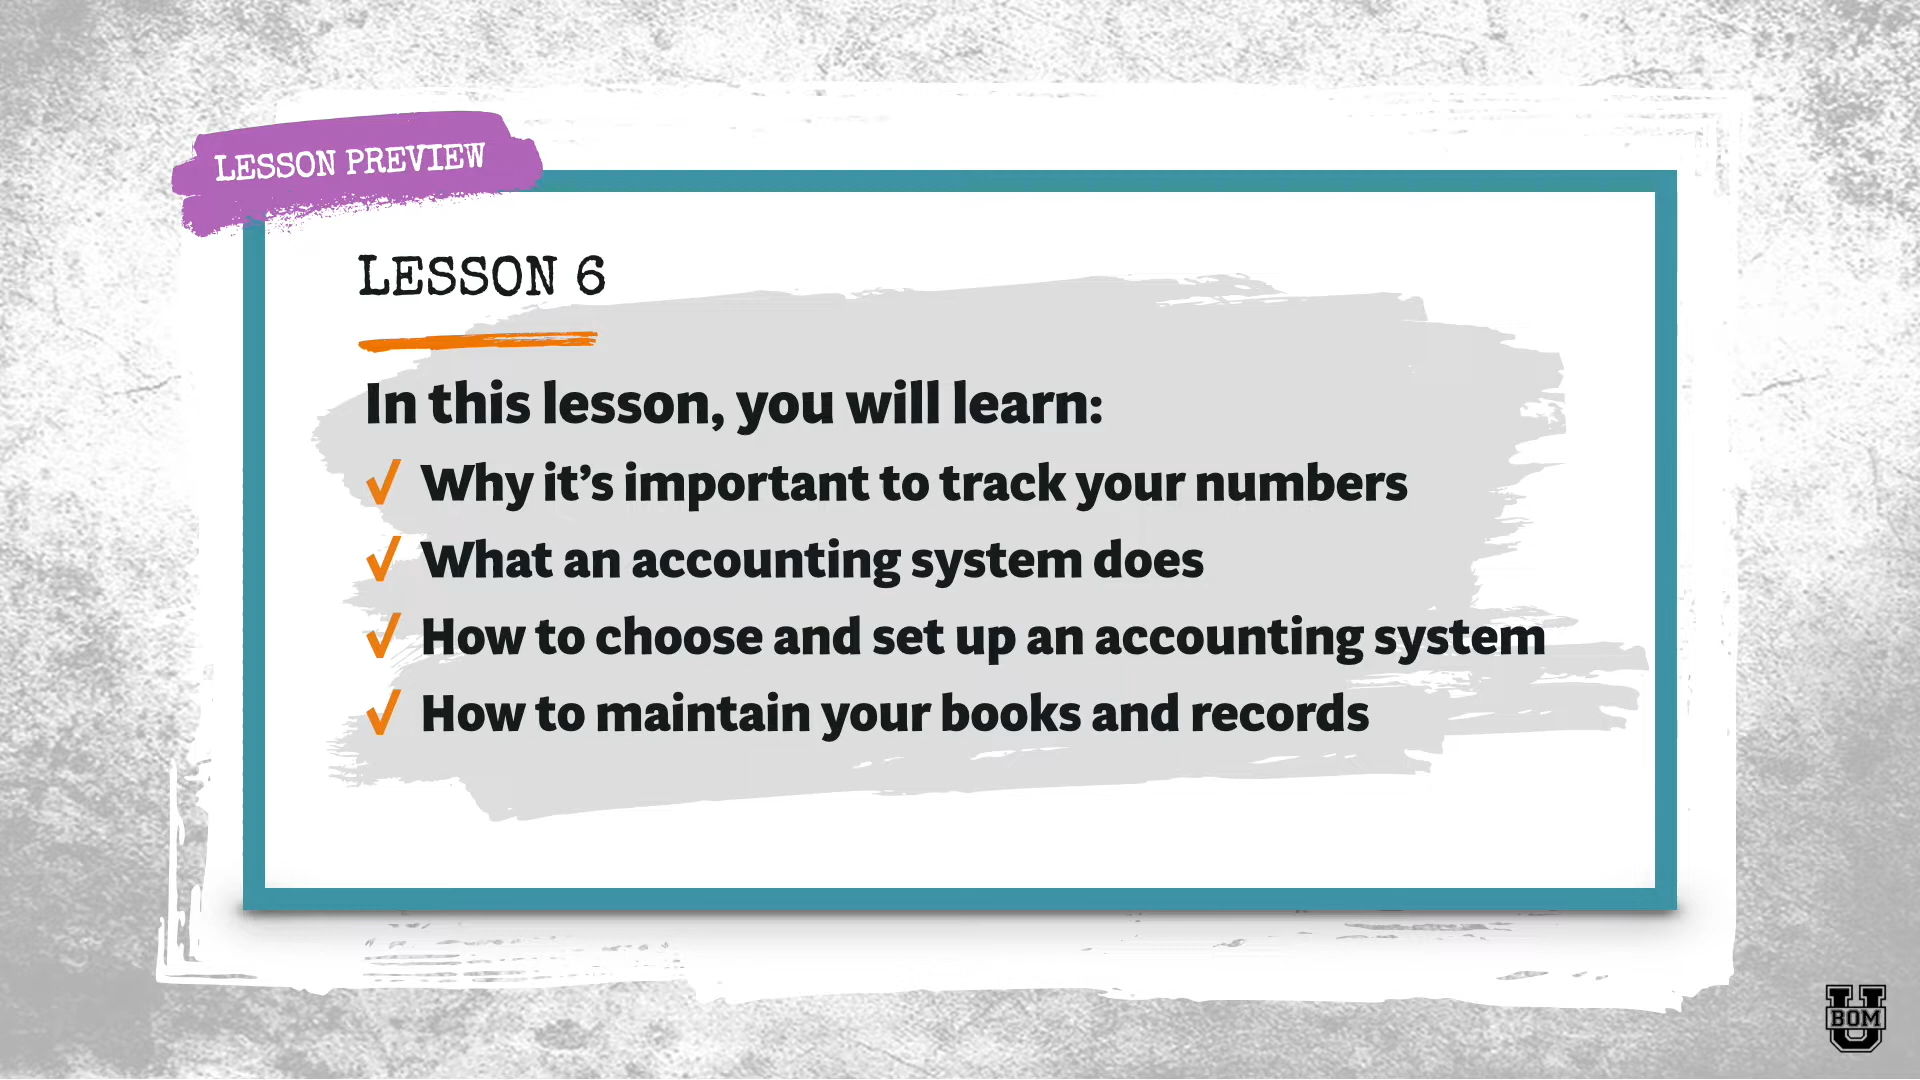 LESSON PREVIEW
LESSON 6
In this lesson, you will learn:
✓ Why it’s important to track your numbers
✓ What an accounting system does
✓ How to choose and set up an accounting system
✓ How to maintain your books and records
U
BOM